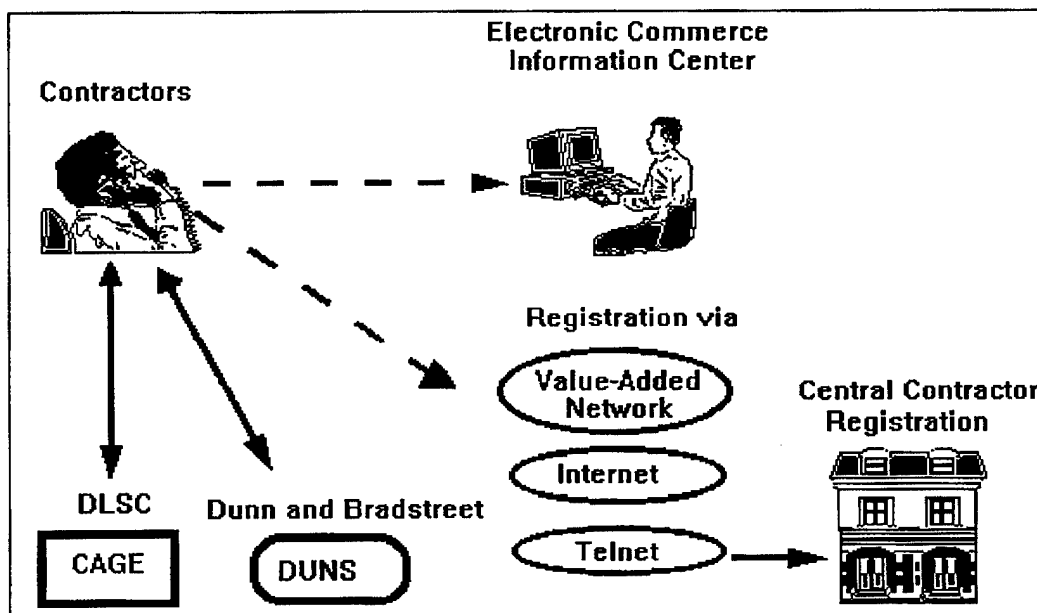 Electronic Commerce
Information Center
Contractors
Registration via
Value-Added
Network
Central Contractor
Registration
Internet
DLSC
Dunn and Bradstreet
Telnet
CAGE
DUNS